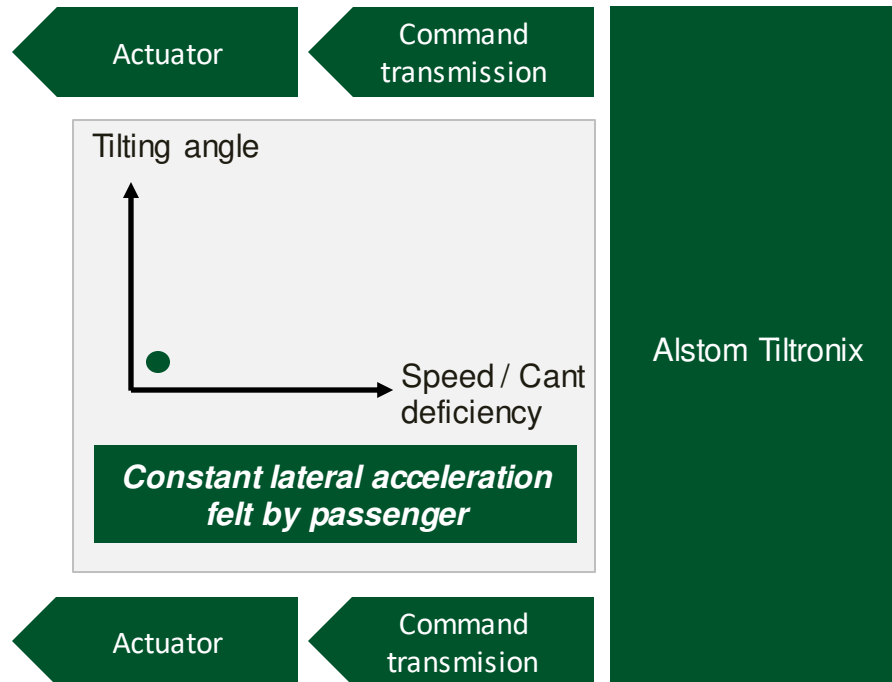 Actuator
Command
transmission
Tilting angle
Alstom Tiltronix
Speed / Cant
deficiency
Constant lateral acceleration
felt by passenger
Actuator
Command
transmision